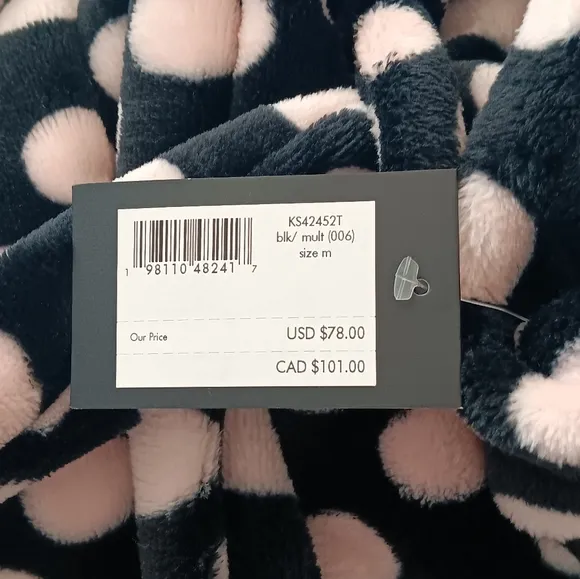 KS42452T
blk/ mult (006)
size m
1 98110 48241 7
Our Price USD $78.00
CAD $101.00